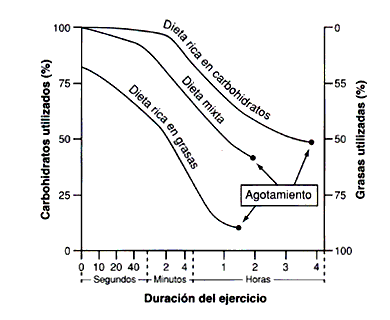 Carbohidratos utilizados (%)
100
75
50
25
0
Dieta rica en carbohidratos
Dieta mixta
Dieta rica en grasas
Agotamiento
0
55
50
75
100
Grasas utilizadas (%)
0 10 20 40 2 4 1 2 3 4
Segundos Minutos Horas
Duración del ejercicio